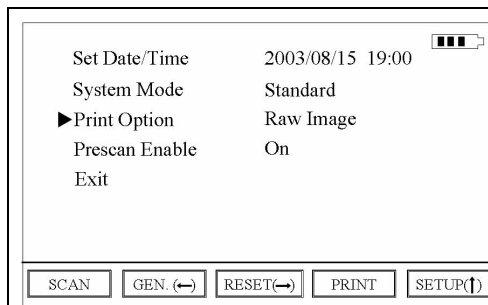 Set Date/Time 2003/08/15 19:00
System Mode Standard
▶Print Option Raw Image
Prescan Enable On
Exit
SCAN GEN. (←) RESET(→) PRINT SETUP(↑)